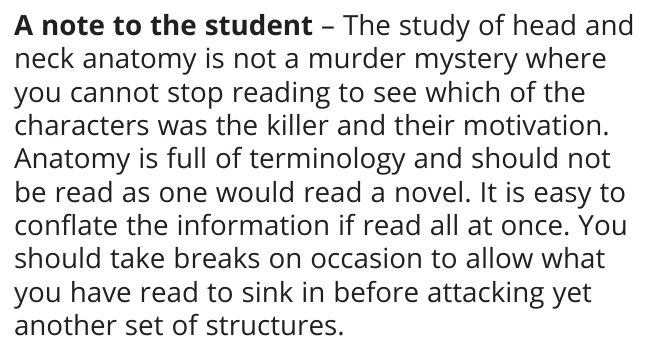 A note to the student – The study of head and
neck anatomy is not a murder mystery where
you cannot stop reading to see which of the
characters was the killer and their motivation.
Anatomy is full of terminology and should not
be read as one would read a novel. It is easy to
conflate the information if read all at once. You
should take breaks on occasion to allow what
you have read to sink in before attacking yet
another set of structures.